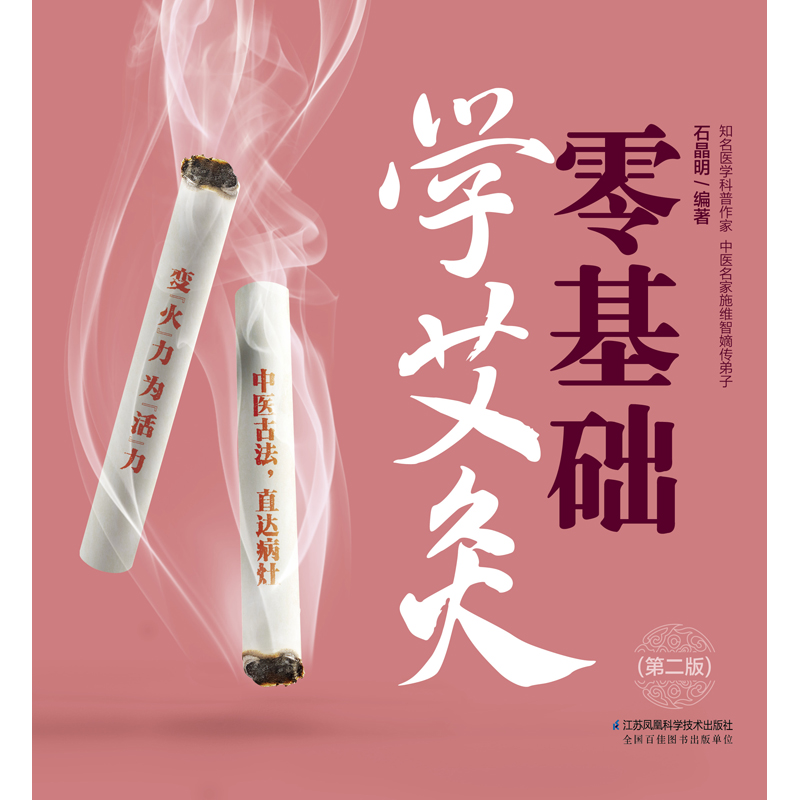 知名医学科普作家 中医名家施维智嫡传弟子
石晶明/编著
零基础
学艾灸
变“火”力为“活”力
中医古法，直达病灶
(第二版)
江苏凤凰科学技术出版社
全国百佳图书出版单位